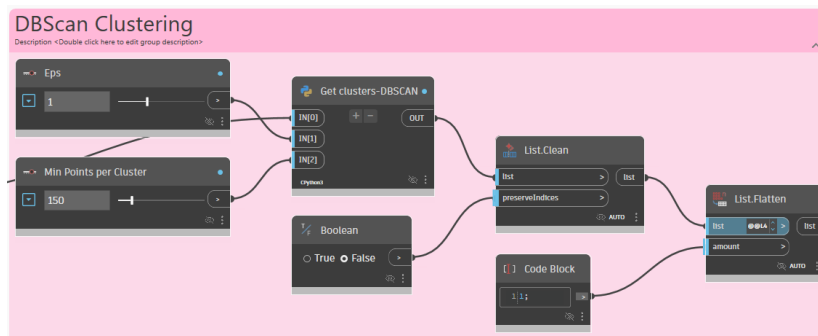 DBScan Clustering
Description <Double click here to edit group description>
Eps
1
>
Min Points per Cluster
150
>
Get clusters-DBSCAN
IN[0]
+ −
OUT
IN[1]
IN[2]
CPython3
Boolean
True False
>
List.Clean
list > list
preserveIndices >
AUTO
Code Block
1 1; >
List.Flatten
list @@L4 > list
amount >
AUTO